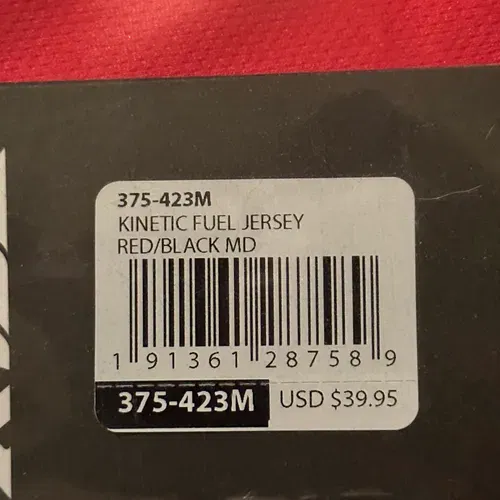 375-423M
KINETIC FUEL JERSEY
RED/BLACK MD
1 91361 28758 9
375-423M USD $39.95